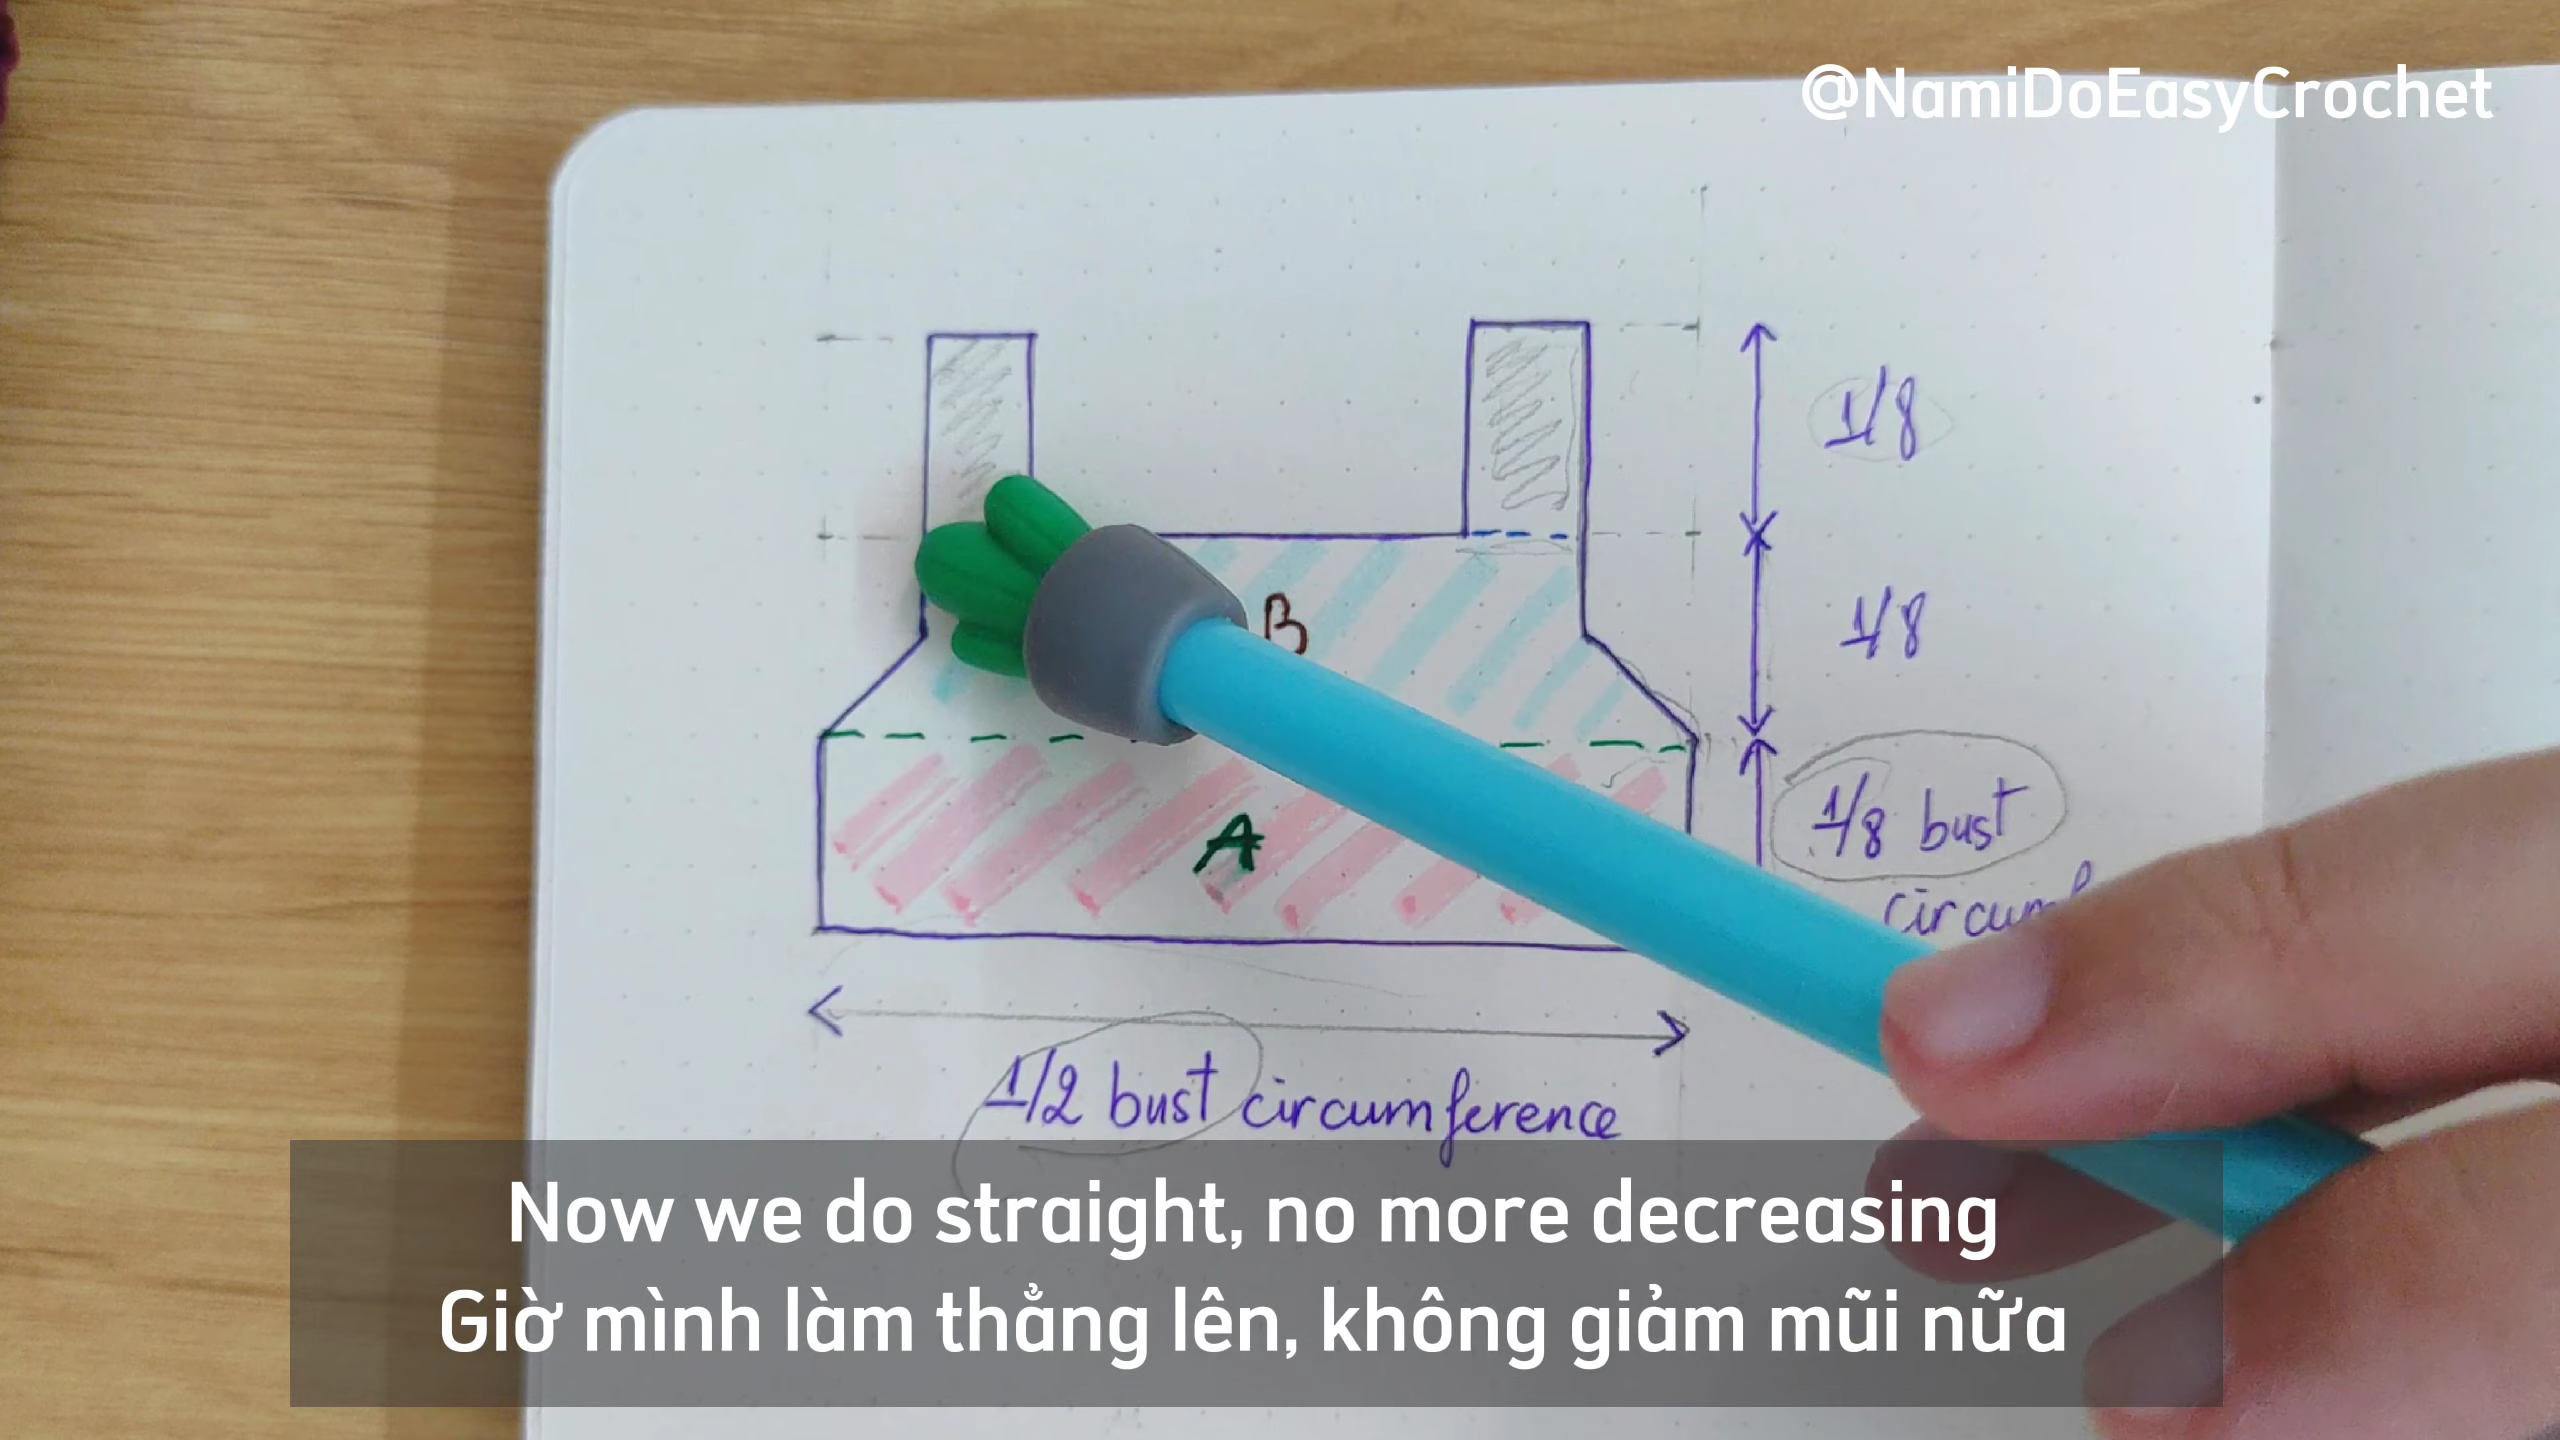 @NamiDoEasyCrochet
1/8
B
1/8
A
1/8 bust
1/2 bust circumference
Now we do straight, no more decreasing
Giờ mình làm thẳng lên, không giảm mũi nữa